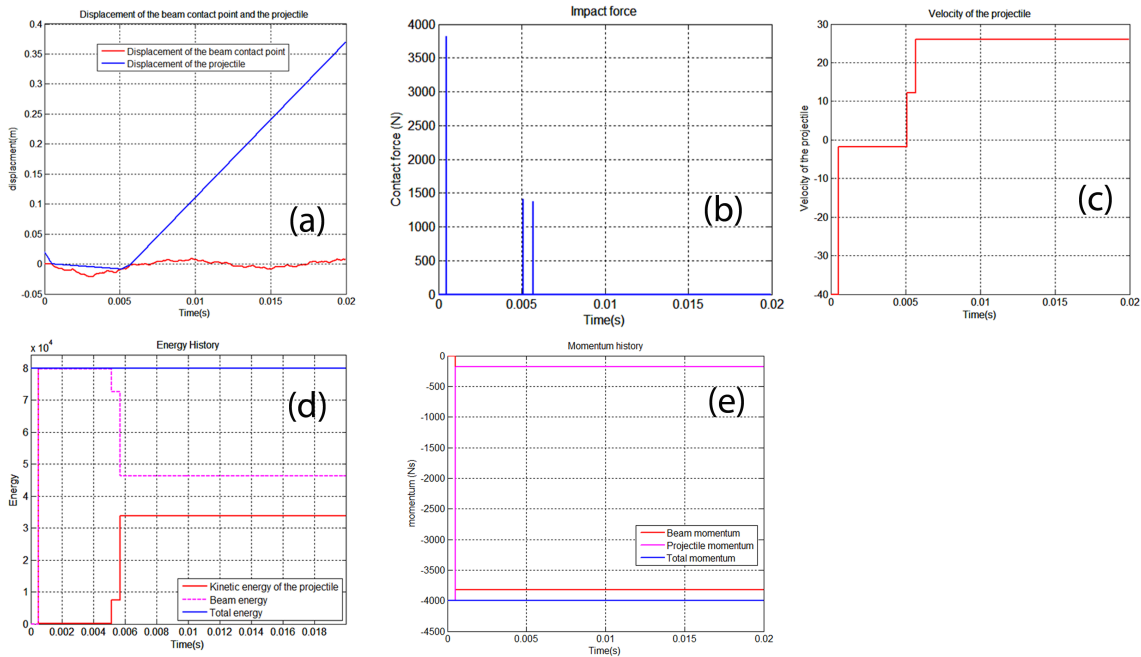 Displacement of the beam contact point and the projectile
0.4
0.35
0.3
0.25
0.2
0.15
0.1
0.05
0
-0.05
displacment(m)
Displacement of the beam contact point
Displacement of the projectile
(a)
0
0.005
0.01
0.015
0.02
Time(s)
Impact force
4000
3500
3000
2500
2000
1500
1000
500
0
Contact force (N)
(b)
0
0.005
0.01
0.015
0.02
Time(s)
Velocity of the projectile
30
20
10
0
-10
-20
-30
-40
Velocity of the projectile
(c)
0
0.005
0.01
0.015
0.02
Time(s)
Energy History
x 10⁴
8
7
6
5
4
3
2
1
0
Energy
(d)
Kinetic energy of the projectile
Beam energy
Total energy
0
0.002
0.004
0.006
0.008
0.01
0.012
0.014
0.016
0.018
Time(s)
Momentum history
0
-500
-1000
-1500
-2000
-2500
-3000
-3500
-4000
-4500
momentum (Ns)
(e)
Beam momentum
Projectile momentum
Total momentum
0
0.005
0.01
0.015
0.02
Time(s)